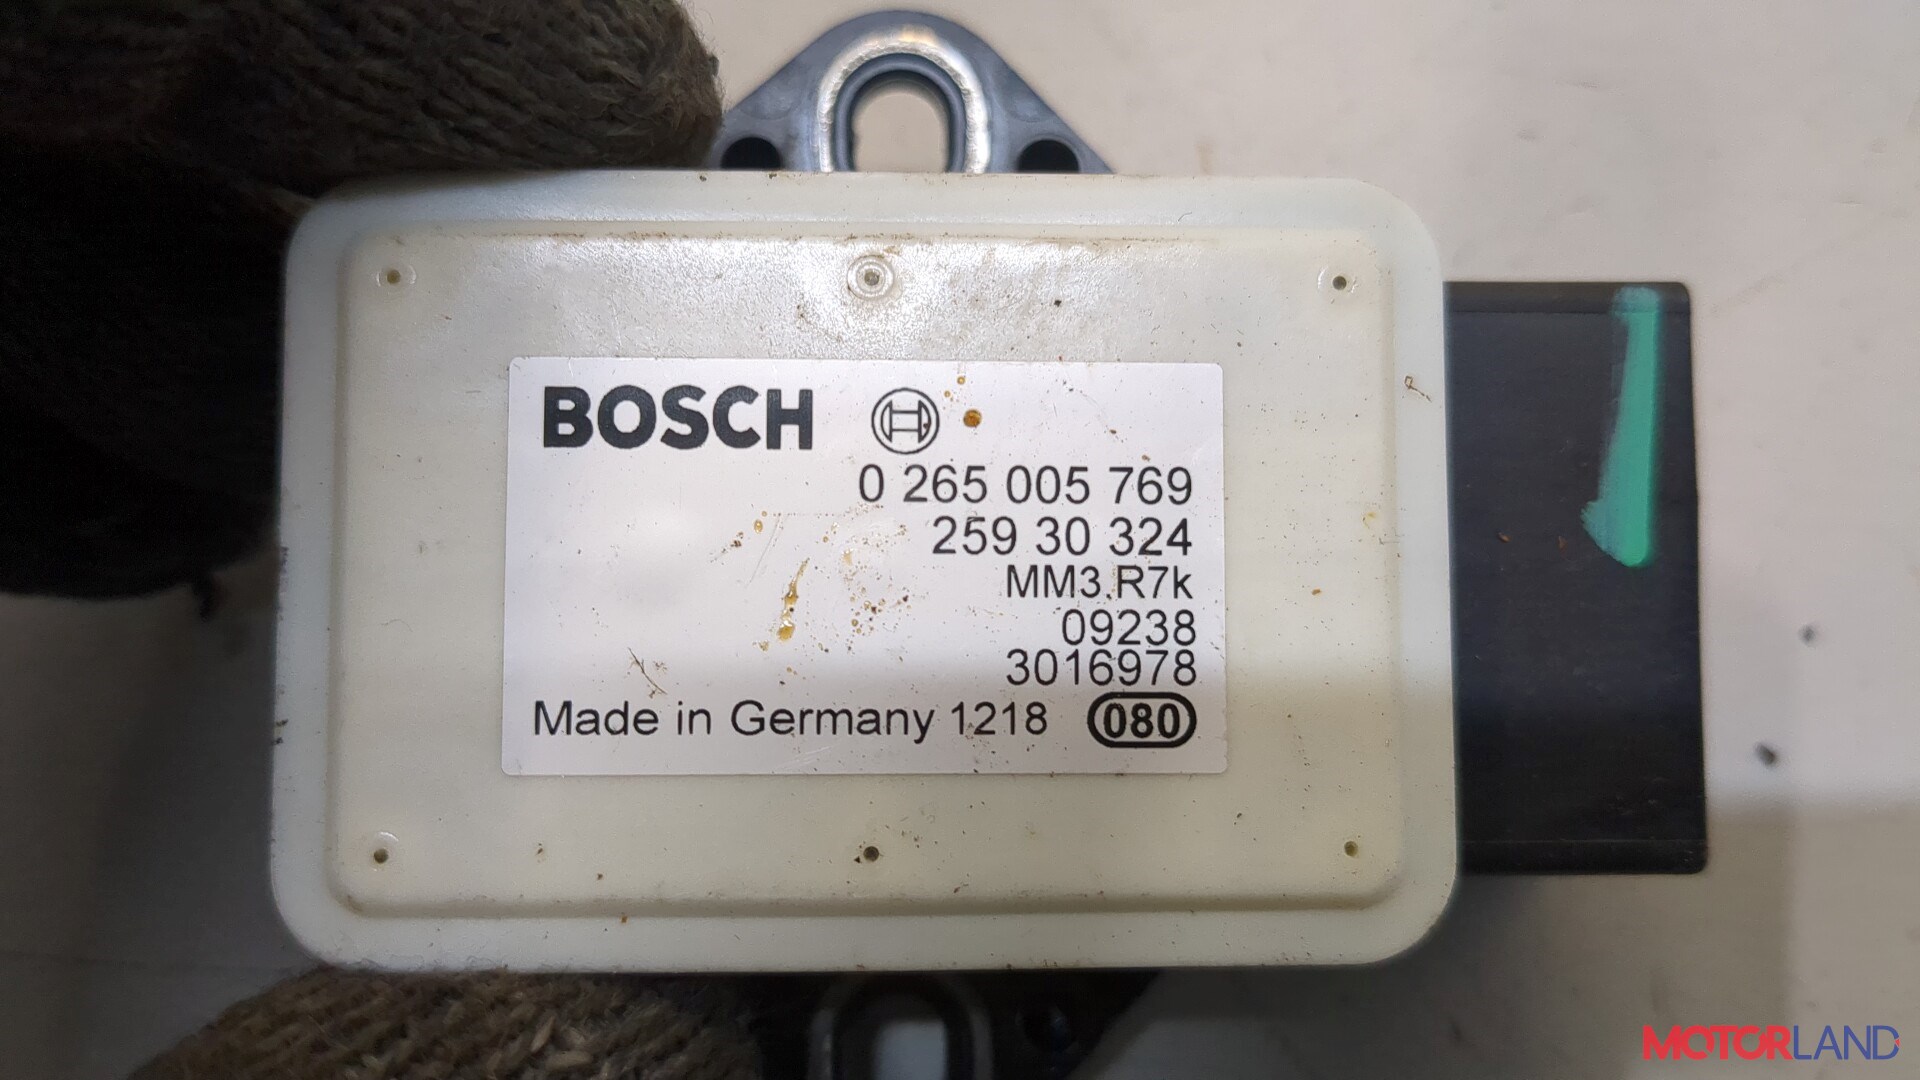 BOSCH
0 265 005 769
259 30 324
MM3.R7k
09238
3016978
Made in Germany 1218 080
MOTORLAND